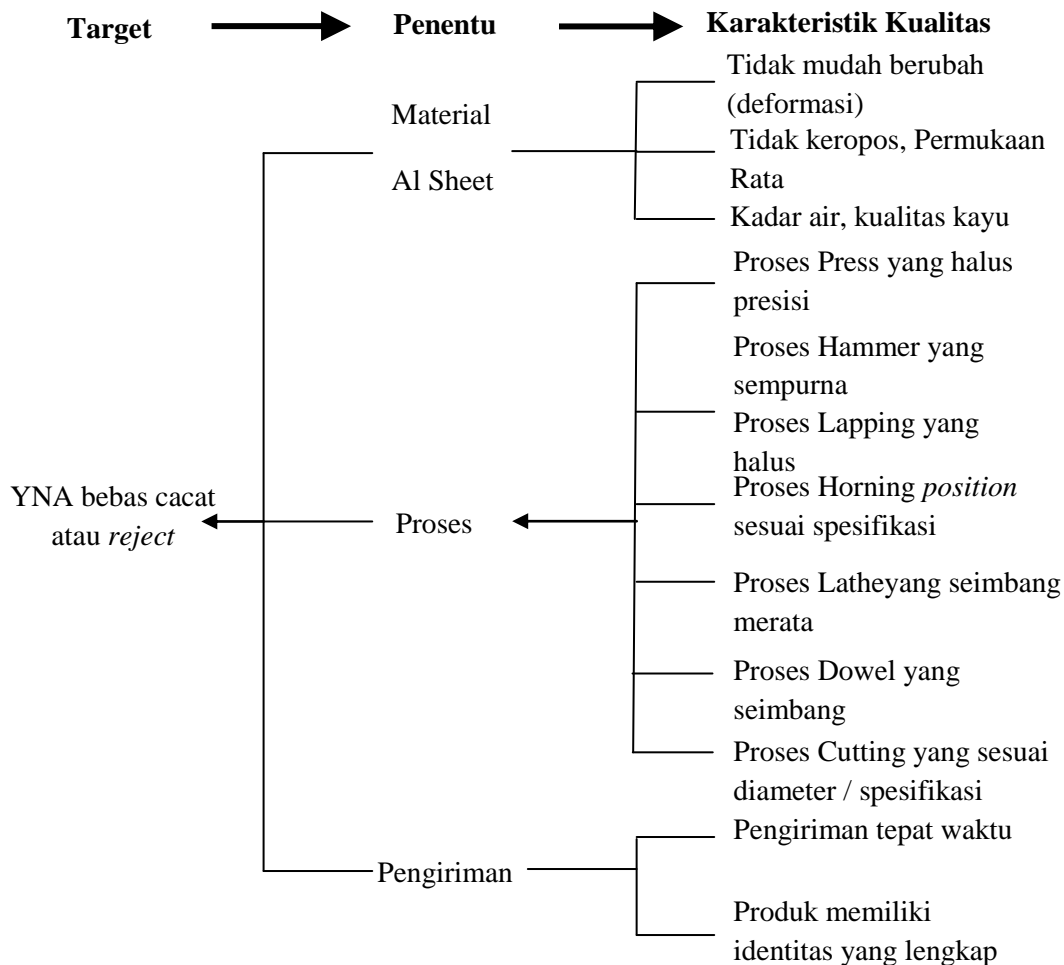 Target
Penentu
Karakteristik Kualitas
Tidak mudah berubah
(deformasi)
Material
Al Sheet
Tidak keropos, Permukaan
Rata
Kadar air, kualitas kayu
Proses Press yang halus
presisi
Proses Hammer yang
sempurna
Proses Lapping yang
halus
YNA bebas cacat
atau reject
Proses
Proses Horning position
sesuai spesifikasi
Proses Latheyang seimbang
merata
Proses Dowel yang
seimbang
Proses Cutting yang sesuai
diameter / spesifikasi
Pengiriman
Pengiriman tepat waktu
Produk memiliki
identitas yang lengkap